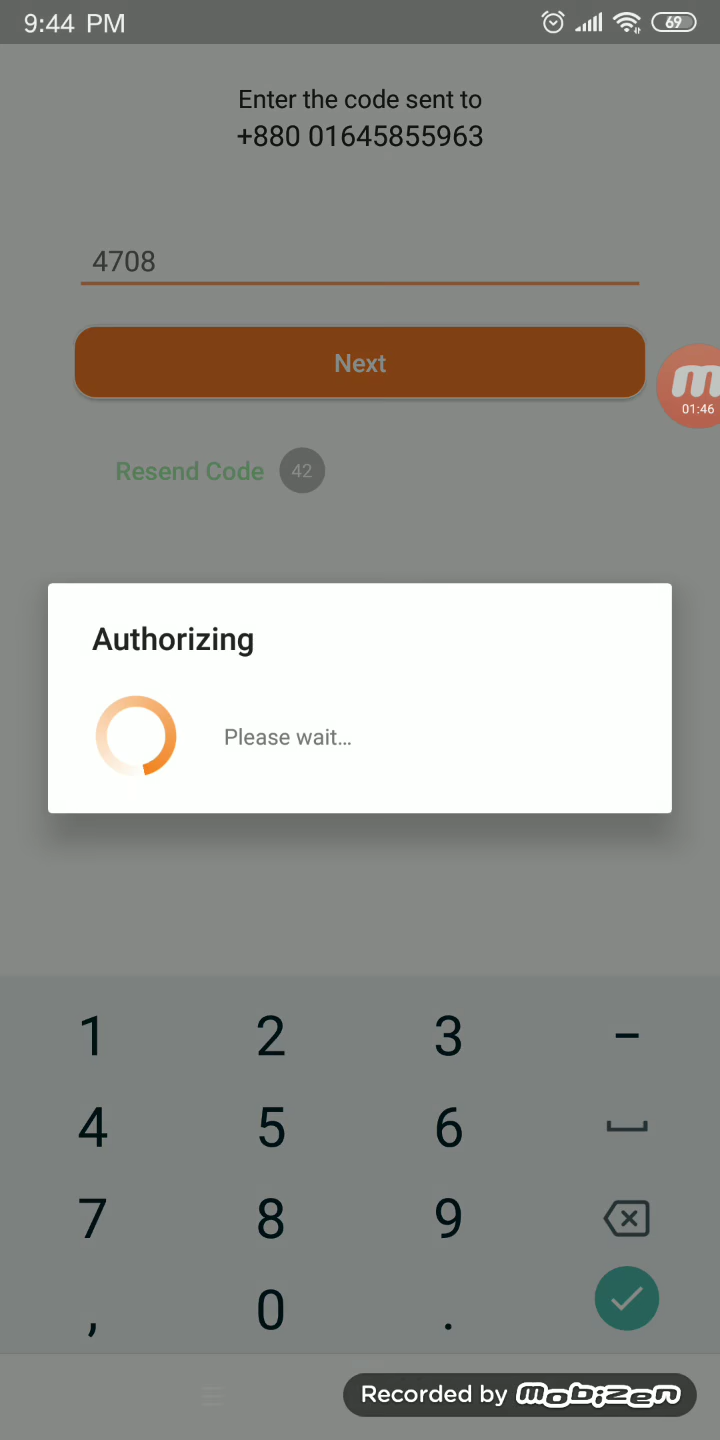 9:44 PM
69
Enter the code sent to
+880 01645855963
4708
Next
m
01:46
Resend Code 42
Authorizing
Please wait...
1 2 3 –
4 5 6
7 8 9
, 0 .
Recorded by mobizen